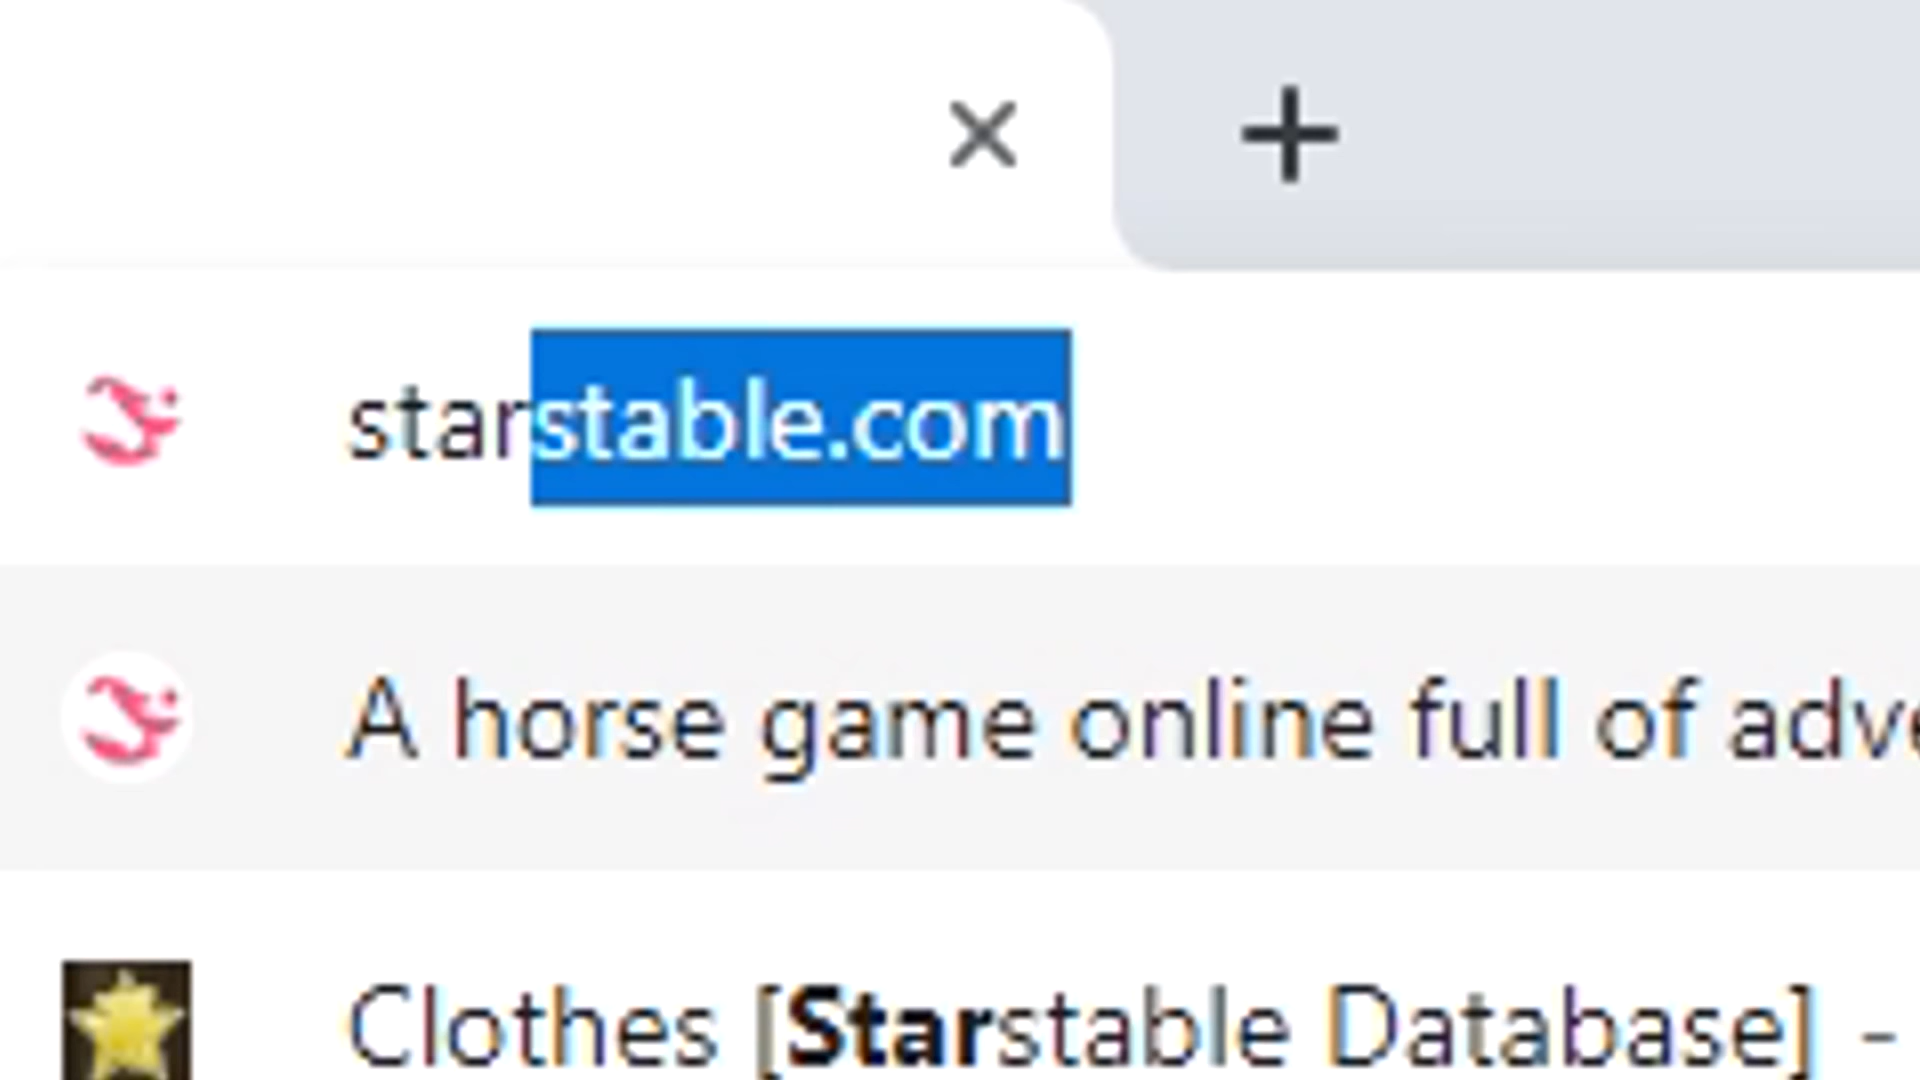 starstable.com
A horse game online full of adve
Clothes [Starstable Database] -